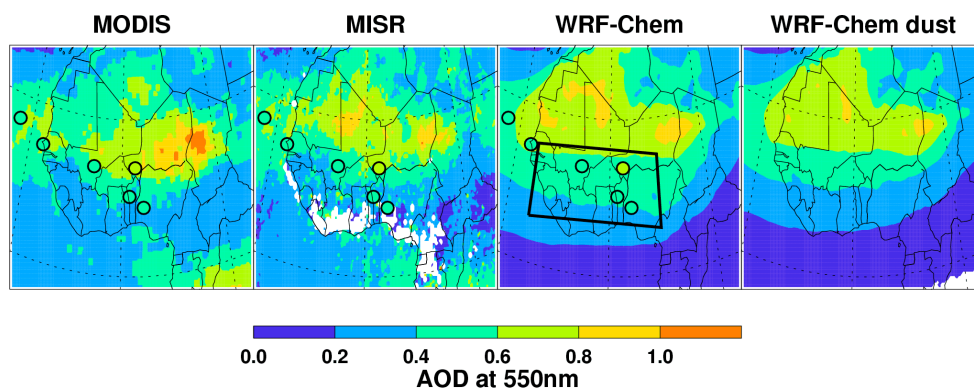 MODIS MISR WRF-Chem WRF-Chem dust
0.0 0.2 0.4 0.6 0.8 1.0
AOD at 550nm